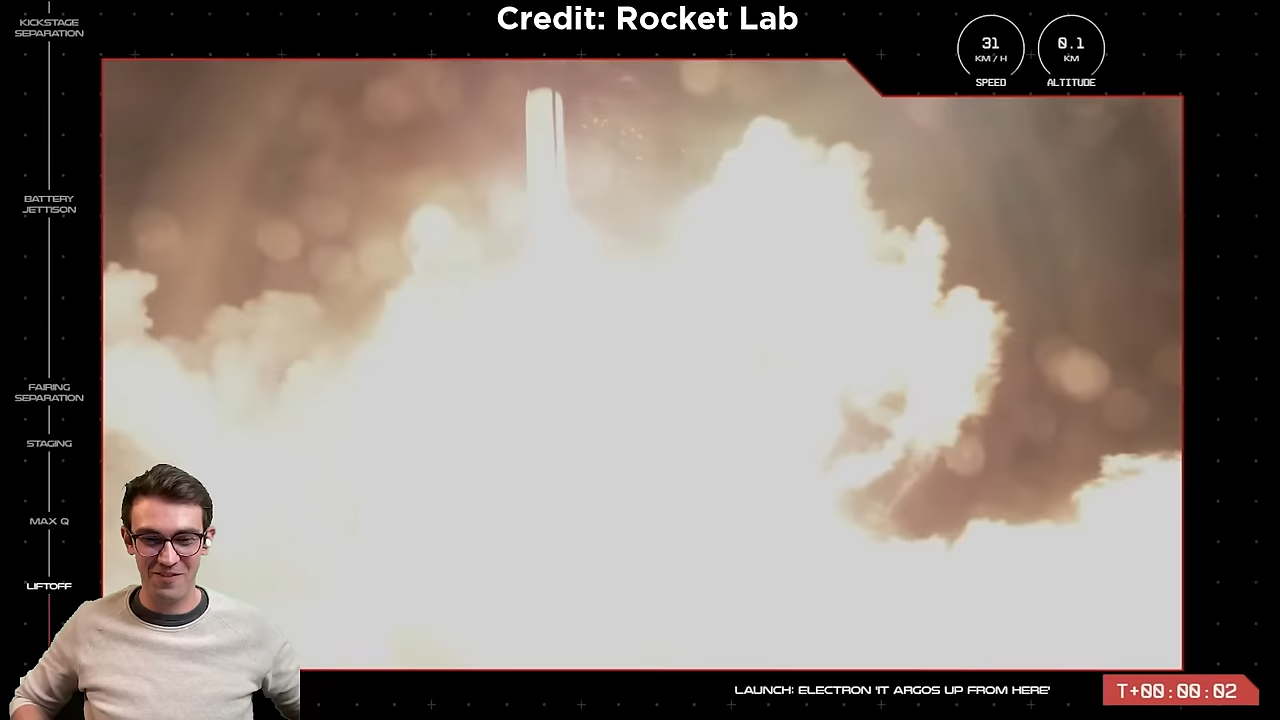 Credit: Rocket Lab
KICKSTAGE
SEPARATION
31
KM/H
SPEED
0.1
KM
ALTITUDE
BATTERY
JETTISON
FAIRING
SEPARATION
STAGING
MAX Q
LIFTOFF
LAUNCH: ELECTRON 'IT ARGOS UP FROM HERE'
T+00:00:02